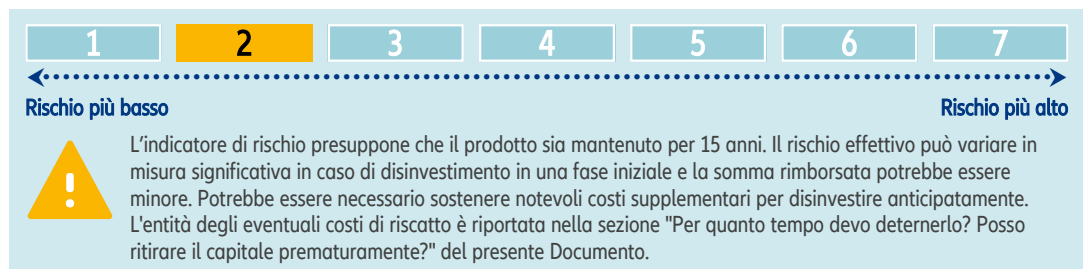 1 2 3 4 5 6 7
Rischio più basso Rischio più alto
L'indicatore di rischio presuppone che il prodotto sia mantenuto per 15 anni. Il rischio effettivo può variare in
misura significativa in caso di disinvestimento in una fase iniziale e la somma rimborsata potrebbe essere
minore. Potrebbe essere necessario sostenere notevoli costi supplementari per disinvestire anticipatamente.
L'entità degli eventuali costi di riscatto è riportata nella sezione "Per quanto tempo devo deternerlo? Posso
ritirare il capitale prematuramente?" del presente Documento.